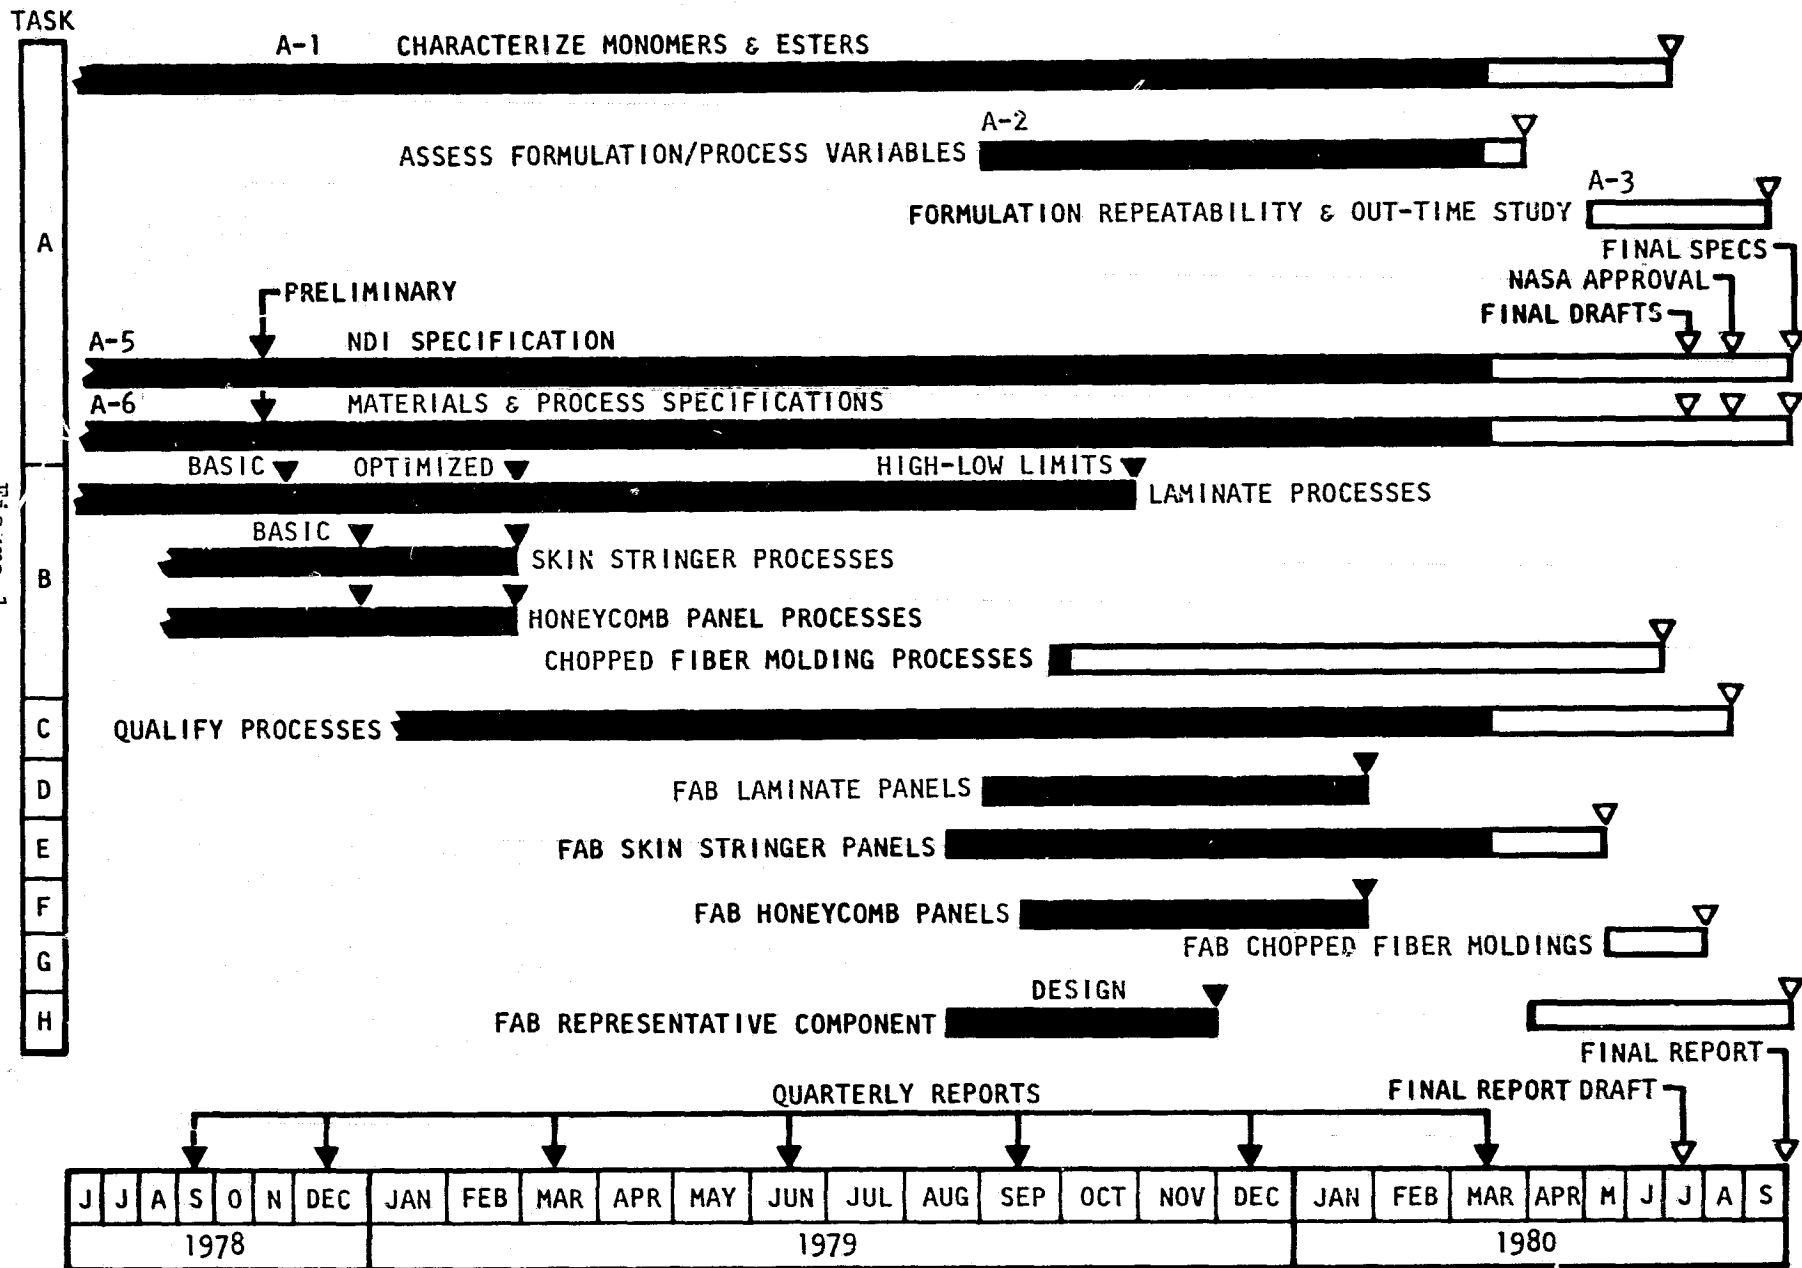 TASK
A-1 CHARACTERIZE MONOMERS & ESTERS
A-2
ASSESS FORMULATION/PROCESS VARIABLES
A-3
FORMULATION REPEATABILITY & OUT-TIME STUDY
A
FINAL SPECS
NASA APPROVAL
PRELIMINARY
FINAL DRAFTS
A-5 NDI SPECIFICATION
A-6 MATERIALS & PROCESS SPECIFICATIONS
BASIC OPTIMIZED HIGH-LOW LIMITS
LAMINATE PROCESSES
BASIC
SKIN STRINGER PROCESSES
B
HONEYCOMB PANEL PROCESSES
CHOPPED FIBER MOLDING PROCESSES
C QUALIFY PROCESSES
D FAB LAMINATE PANELS
E FAB SKIN STRINGER PANELS
F FAB HONEYCOMB PANELS
G FAB CHOPPED FIBER MOLDINGS
DESIGN
H FAB REPRESENTATIVE COMPONENT
FINAL REPORT
QUARTERLY REPORTS FINAL REPORT DRAFT
J J A S O N DEC JAN FEB MAR APR MAY JUN JUL AUG SEP OCT NOV DEC JAN FEB MAR APR M J J A S
1978 1979 1980